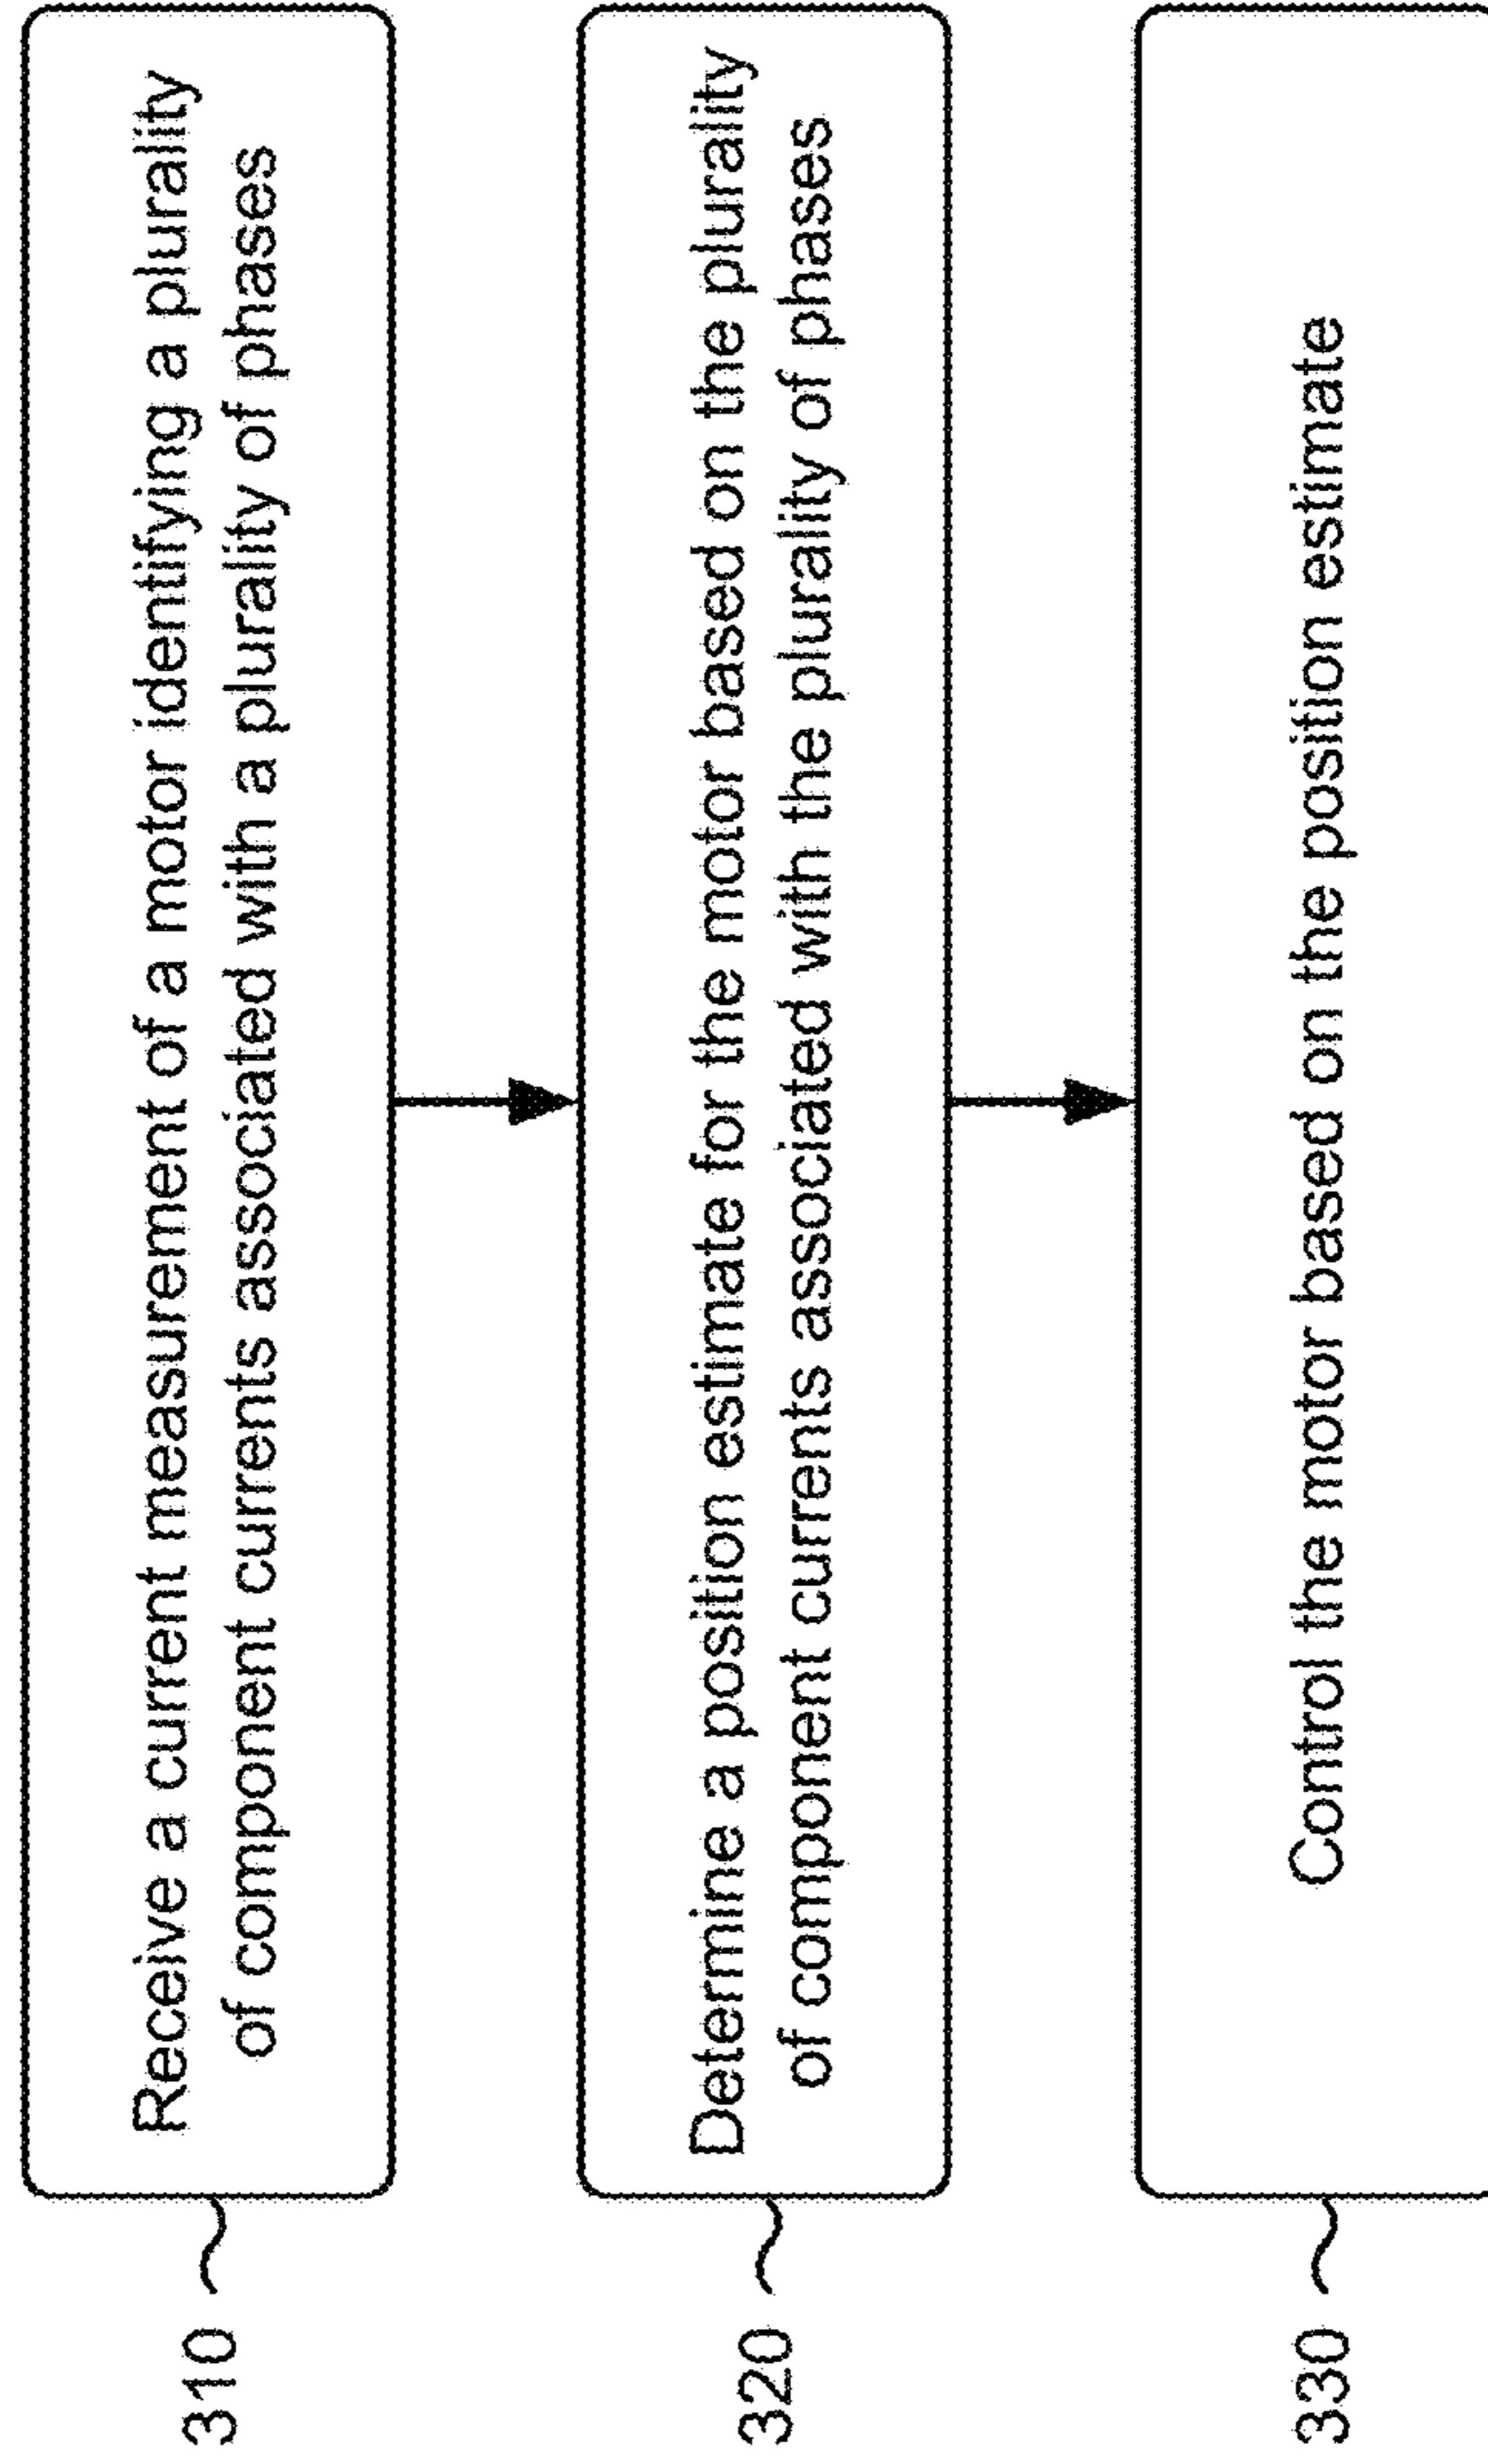 310
Receive a current measurement of a motor identifying a plurality
of component currents associated with a plurality of phases
320
Determine a position estimate for the motor based on the plurality
of component currents associated with the plurality of phases
330
Control the motor based on the position estimate